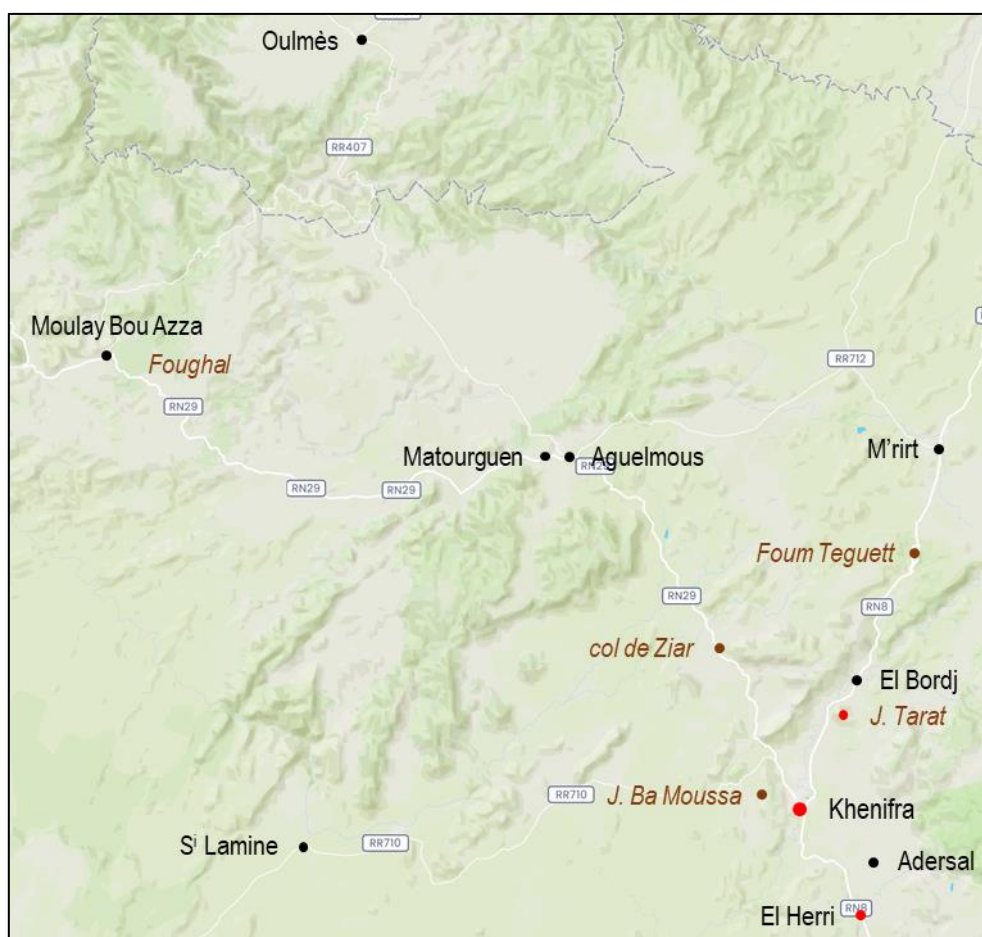 Oulmès
RR407
Moulay Bou Azza
Foughal
RR712
RN29
Matourguen
Aguelmous
M'rirt
RN29
RN29
Foum Teguett
RN29
RN8
col de Ziar
El Bordj
J. Tarat
RR710
J. Ba Moussa
Khenifra
Sⁱ Lamine
RR710
Adersal
El Herri
RN8